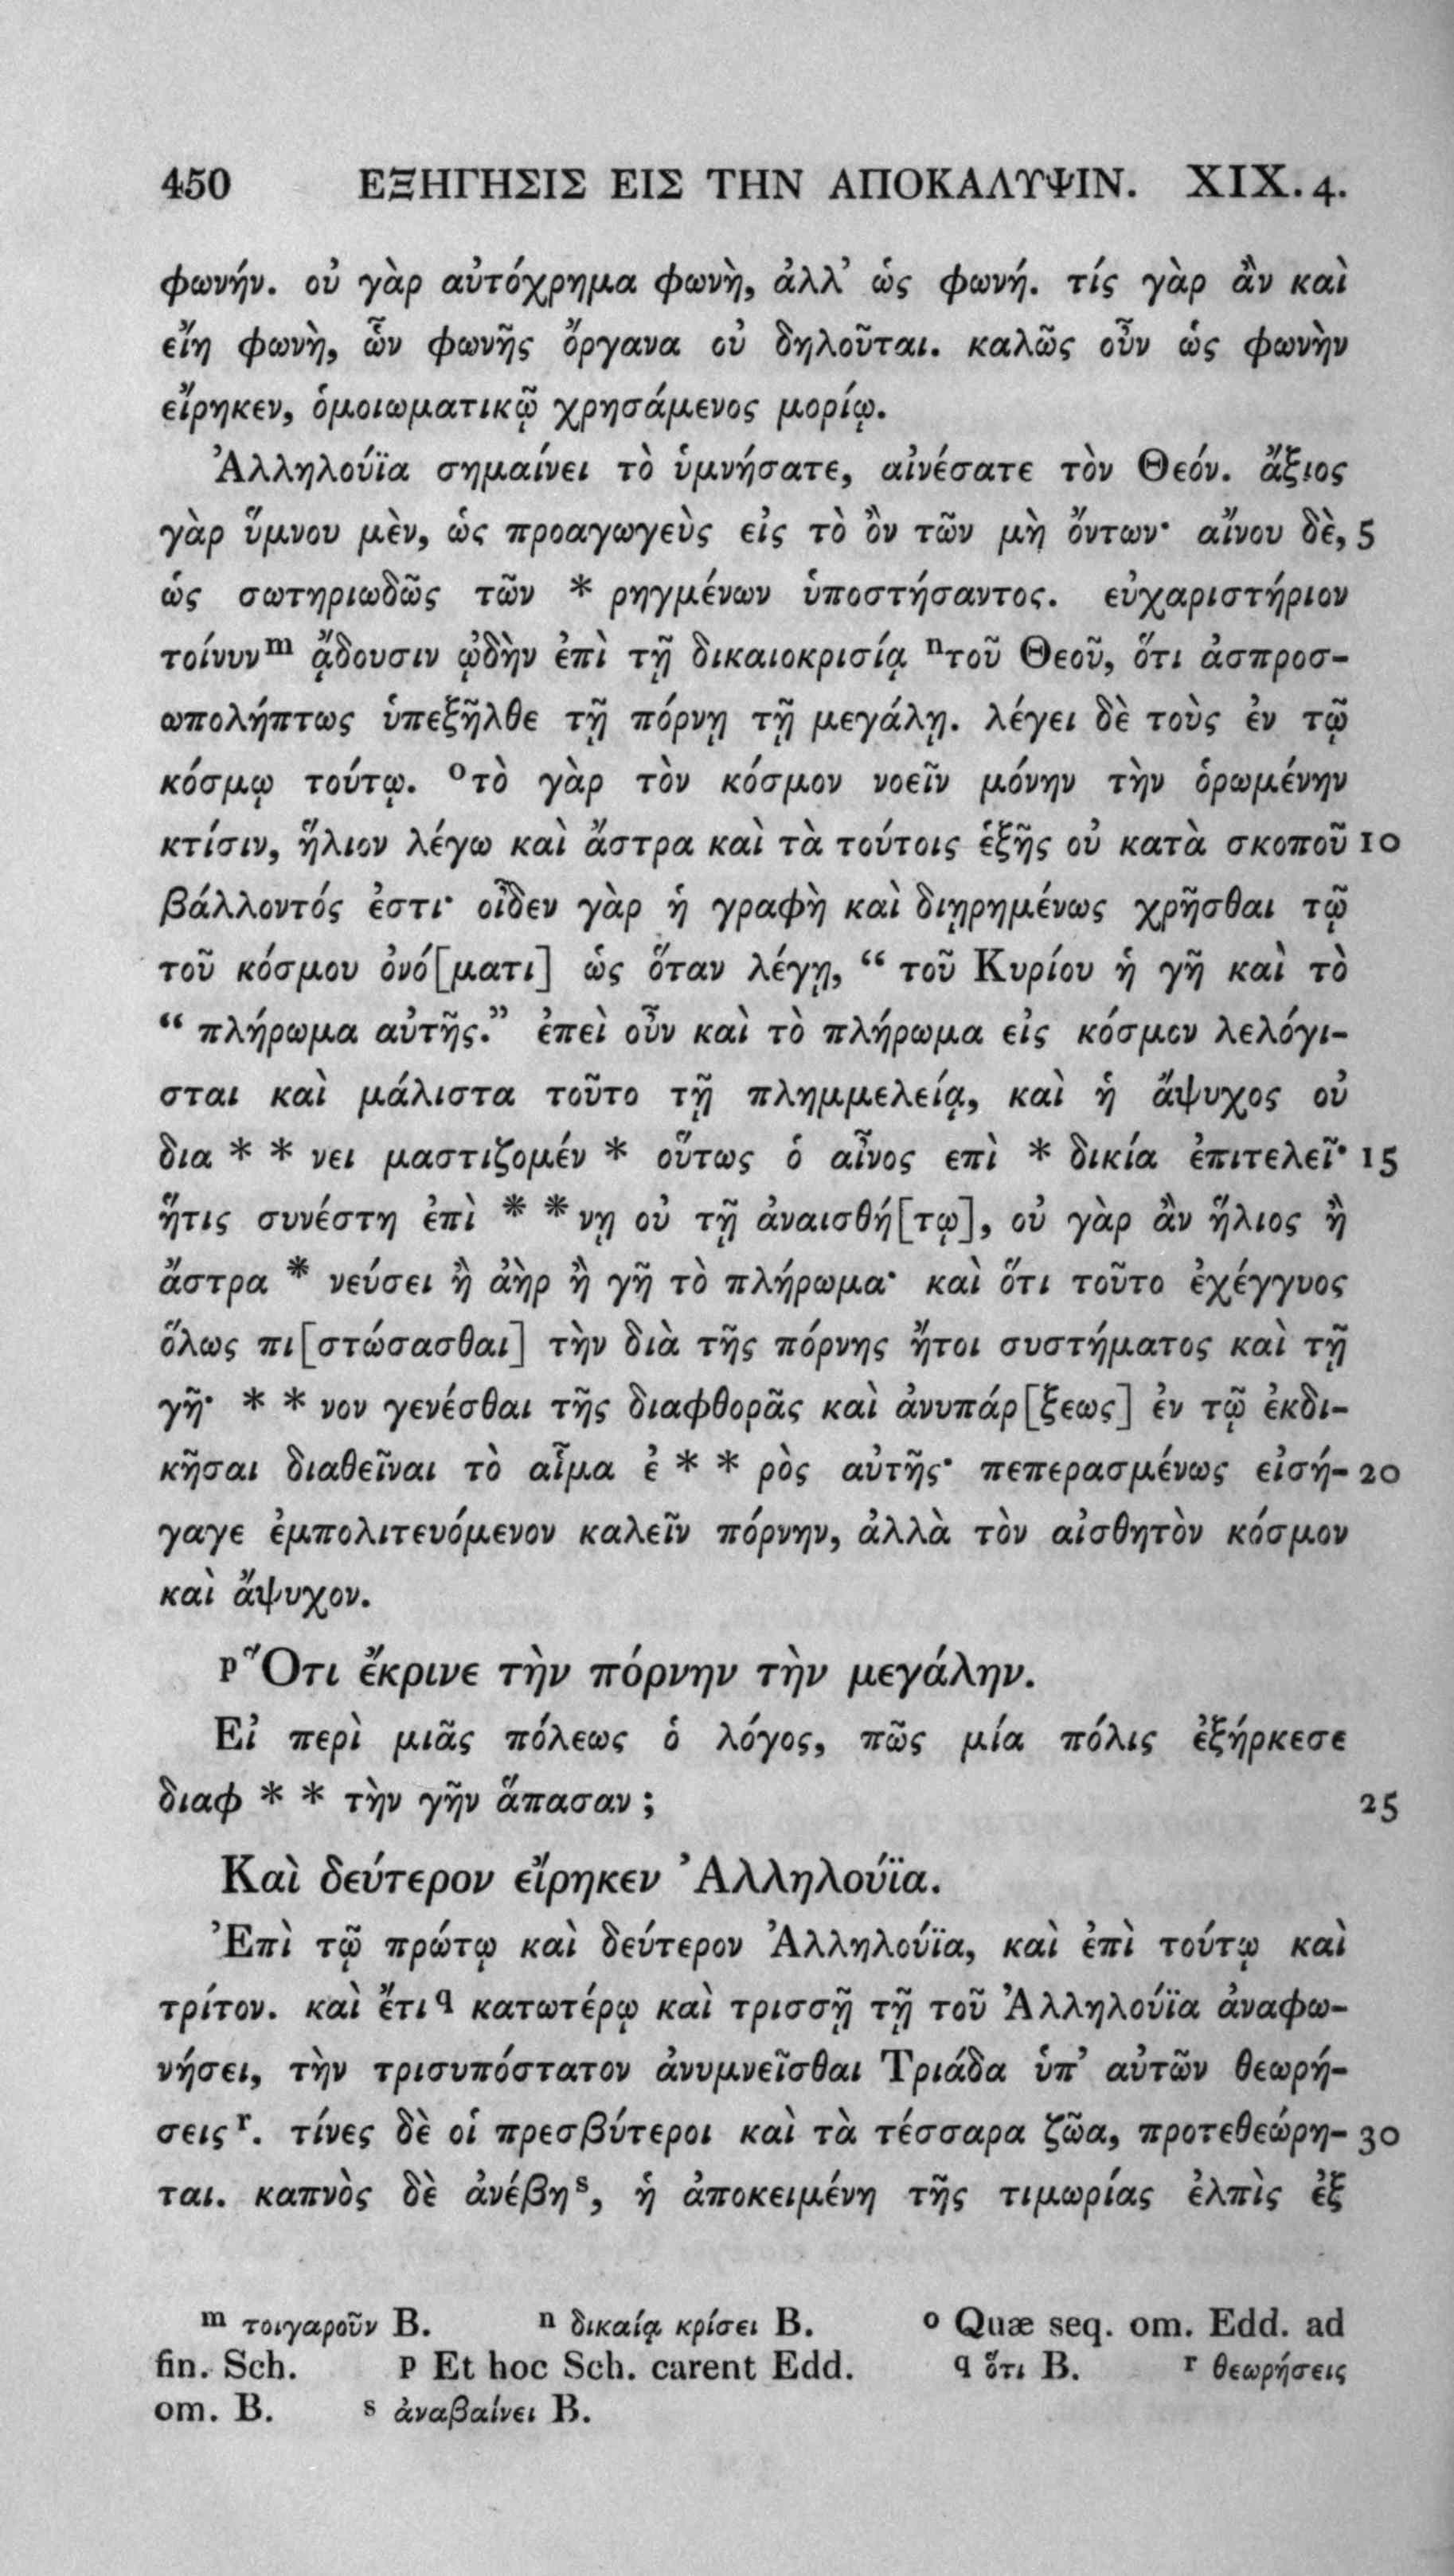 450 ΕΞΗΓΗΣΙΣ ΕΙΣ ΤΗΝ ΑΠΟΚΑΛΥΨΙΝ. XIX. 4.
φωνήν. οὐ γὰρ αὐτόχρημα φωνὴ, ἀλλ' ὡς φωνή. τίς γὰρ ἂν καὶ
εἴη φωνὴ, ὧν φωνῆς ὄργανα οὐ δηλοῦται. καλῶς οὖν ὡς φωνὴν
εἴρηκεν, ὁμοιωματικῷ χρησάμενος μορίῳ.
Ἀλληλούϊα σημαίνει τὸ ὑμνήσατε, αἰνέσατε τὸν Θεόν. ἄξιος
γὰρ ὕμνου μὲν, ὡς προαγωγεὺς εἰς τὸ ὂν τῶν μὴ ὄντων· αἴνου δὲ, 5
ὡς σωτηριωδῶς τῶν * ρηγμένων ὑποστήσαντος. εὐχαριστήριον
τοίνυν m ᾄδουσιν ᾠδὴν ἐπὶ τῇ δικαιοκρισίᾳ n τοῦ Θεοῦ, ὅτι ἀσπροσ-
ωπολήπτως ὑπεξῆλθε τῇ πόρνῃ τῇ μεγάλῃ. λέγει δὲ τοὺς ἐν τῷ
κόσμῳ τούτῳ. o τὸ γὰρ τὸν κόσμον νοεῖν μόνην τὴν ὁρωμένην
κτίσιν, ἥλιον λέγω καὶ ἄστρα καὶ τὰ τούτοις ἑξῆς οὐ κατὰ σκοποῦ 10
βάλλοντός ἐστι· οἶδεν γὰρ ἡ γραφὴ καὶ διῃρημένως χρῆσθαι τῷ
τοῦ κόσμου ὀνό[ματι] ὡς ὅταν λέγῃ, “ τοῦ Κυρίου ἡ γῆ καὶ τὸ
“ πλήρωμα αὐτῆς.” ἐπεὶ οὖν καὶ τὸ πλήρωμα εἰς κόσμον λελόγι-
σται καὶ μάλιστα τοῦτο τῇ πλημμελείᾳ, καὶ ἡ ἄψυχος οὐ
δια * * νει μαστιζομέν * οὕτως ὁ αἶνος επὶ * δικία ἐπιτελεῖ· 15
ἥτις συνέστη ἐπὶ * * νῃ οὐ τῇ ἀναισθή[τῳ], οὐ γὰρ ἂν ἥλιος ἢ
ἄστρα * νεύσει ἢ ἀὴρ ἢ γῆ τὸ πλήρωμα· καὶ ὅτι τοῦτο ἐχέγγυος
ὅλως πι[στώσασθαι] τὴν διὰ τῆς πόρνης ἤτοι συστήματος καὶ τῇ
γῆ· * * νον γενέσθαι τῆς διαφθορᾶς καὶ ἀνυπάρ[ξεως] ἐν τῷ ἐκδι-
κῆσαι διαθεῖναι τὸ αἷμα ἐ * * ρὸς αὐτῆς· πεπερασμένως εἰσή- 20
γαγε ἐμπολιτευόμενον καλεῖν πόρνην, ἀλλὰ τὸν αἰσθητὸν κόσμον
καὶ ἄψυχον.
p Ὅτι ἔκρινε τὴν πόρνην τὴν μεγάλην.
Εἰ περὶ μιᾶς πόλεως ὁ λόγος, πῶς μία πόλις ἐξήρκεσε
διαφ * * τὴν γῆν ἅπασαν ; 25
Καὶ δεύτερον εἴρηκεν Ἀλληλούϊα.
Ἐπὶ τῷ πρώτῳ καὶ δεύτερον Ἀλληλούϊα, καὶ ἐπὶ τούτῳ καὶ
τρίτον. καὶ ἔτι q κατωτέρῳ καὶ τρισσῇ τῇ τοῦ Ἀλληλούϊα ἀναφω-
νήσει, τὴν τρισυπόστατον ἀνυμνεῖσθαι Τριάδα ὑπ' αὐτῶν θεωρή-
σεις r. τίνες δὲ οἱ πρεσβύτεροι καὶ τὰ τέσσαρα ζῶα, προτεθεώρη- 30
ται. καπνὸς δὲ ἀνέβη s, ἡ ἀποκειμένη τῆς τιμωρίας ἐλπὶς ἐξ
m τοιγαροῦν B. n δικαίᾳ κρίσει B. o Quæ seq. om. Edd. ad
fin. Sch. p Et hoc Sch. carent Edd. q ὅτι B. r θεωρήσεις
om. B. s ἀναβαίνει B.